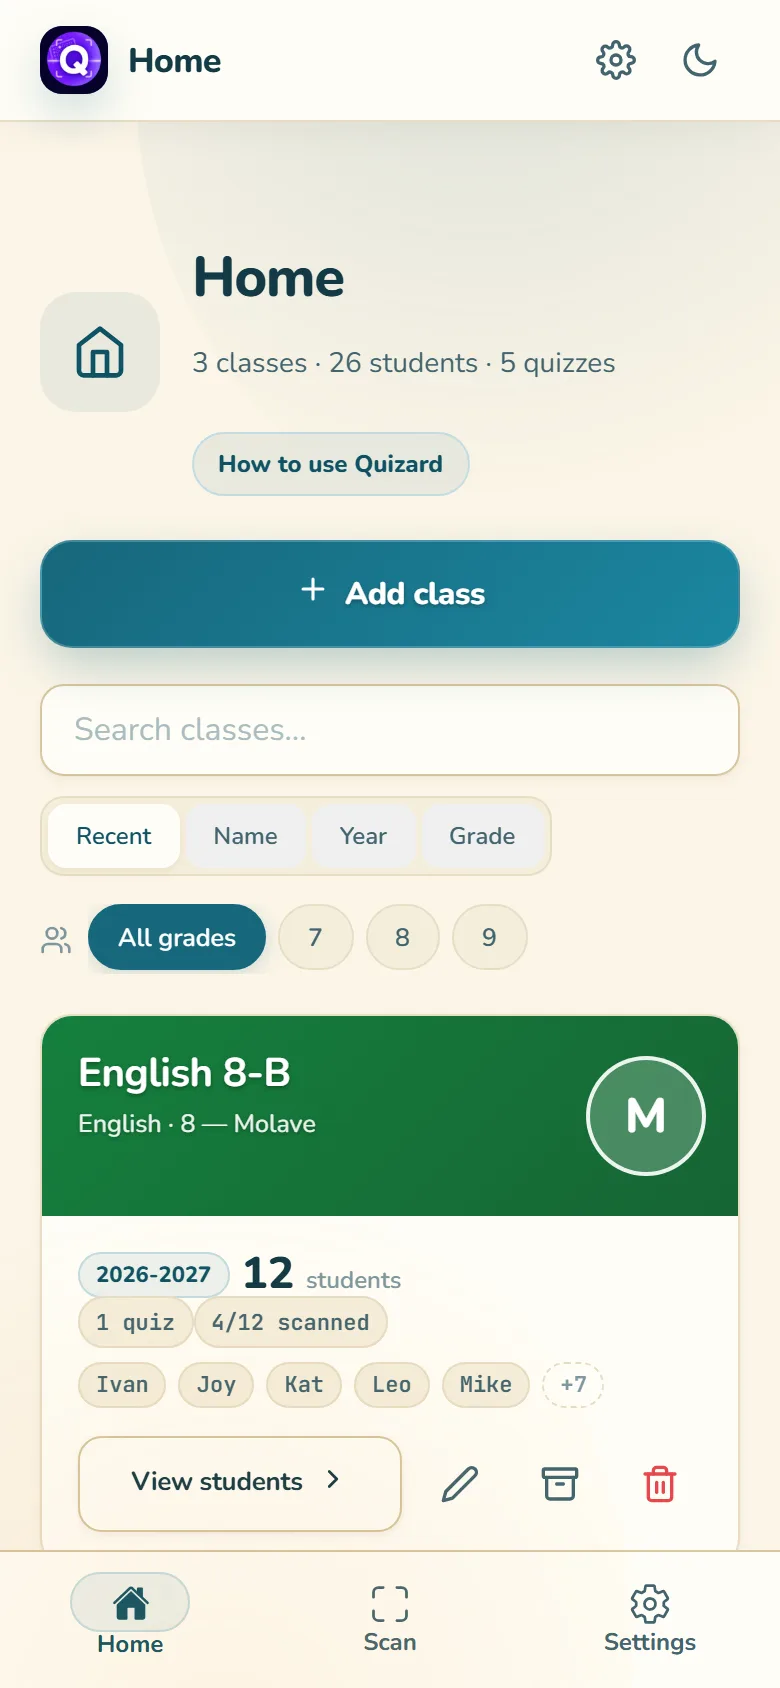 Q
Home
Home
3 classes · 26 students · 5 quizzes
How to use Quizard
+ Add class
Search classes...
Recent Name Year Grade
All grades 7 8 9
English 8-B
English · 8 — Molave
M
2026-2027 12 students
1 quiz 4/12 scanned
Ivan Joy Kat Leo Mike +7
View students
Home Scan Settings